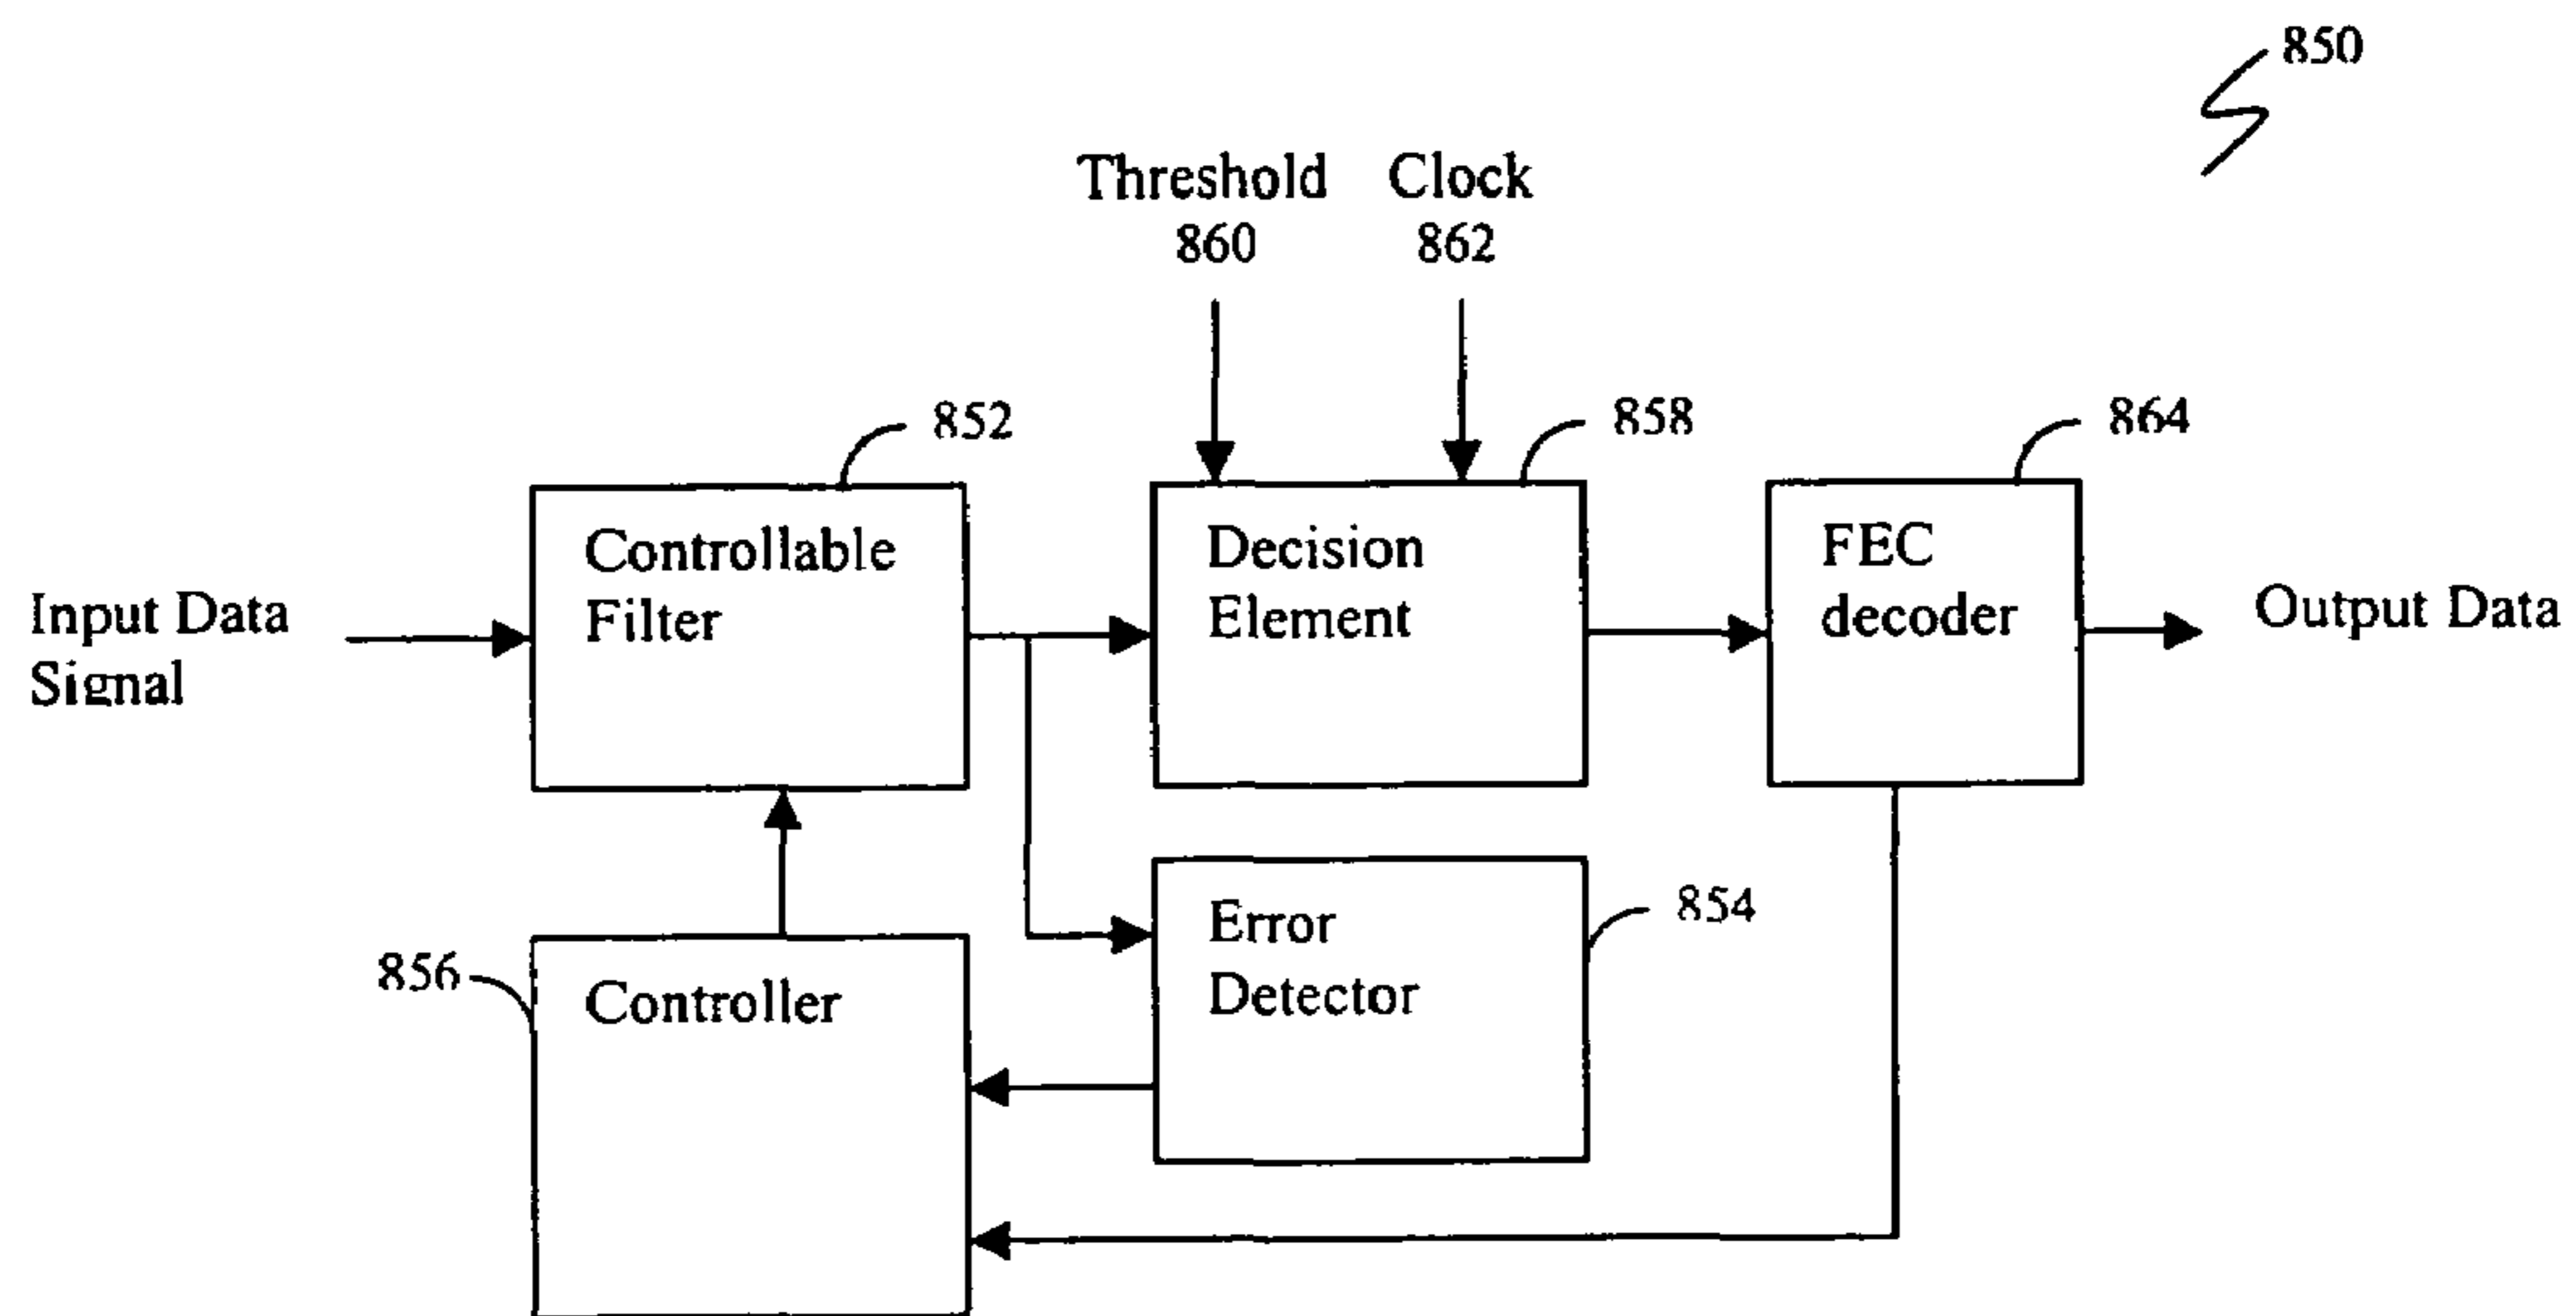 850
Threshold
860
Clock
862
852
858
864
Controllable
Filter
Decision
Element
FEC
decoder
Input Data
Signal
Output Data
Error
Detector
854
856
Controller